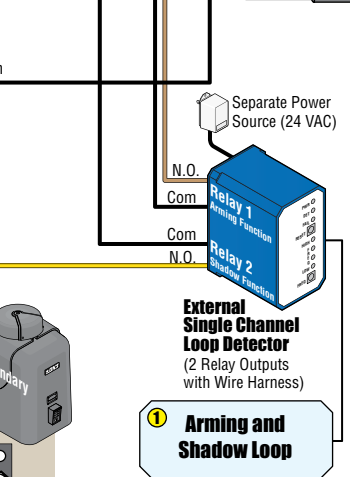 Separate Power
Source (24 VAC)
N.O.
Com
Relay 1
Arming Function
Com
N.O.
Relay 2
Shadow Function
External
Single Channel
Loop Detector
(2 Relay Outputs
with Wire Harness)
1 Arming and
Shadow Loop